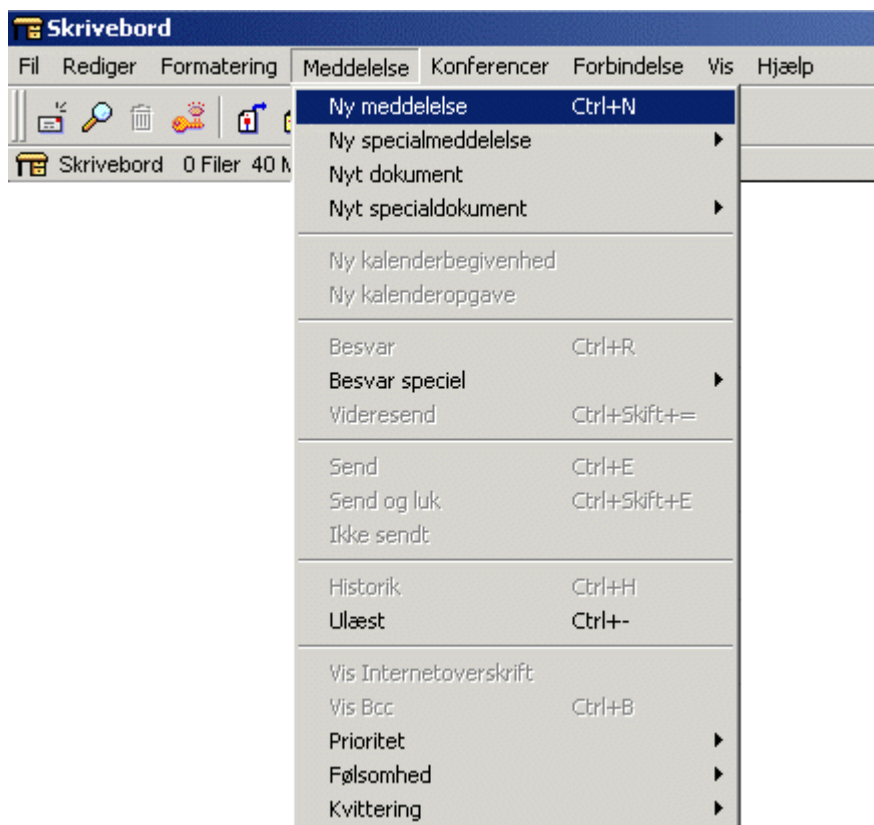 Skrivebord
Fil Rediger Formatering Meddelelse Konferencer Forbindelse Vis Hjælp
Skrivebord 0 Filer 40
Ny meddelelse Ctrl+N
Ny specialmeddelelse
Nyt dokument
Nyt specialdokument
Ny kalenderbegivenhed
Ny kalenderopgave
Besvar Ctrl+R
Besvar speciel
Videresend Ctrl+Skift+=
Send Ctrl+E
Send og luk Ctrl+Skift+E
Ikke sendt
Historik Ctrl+H
Ulæst Ctrl+-
Vis Internetoverskrift
Vis Bcc Ctrl+B
Prioritet
Følsomhed
Kvittering